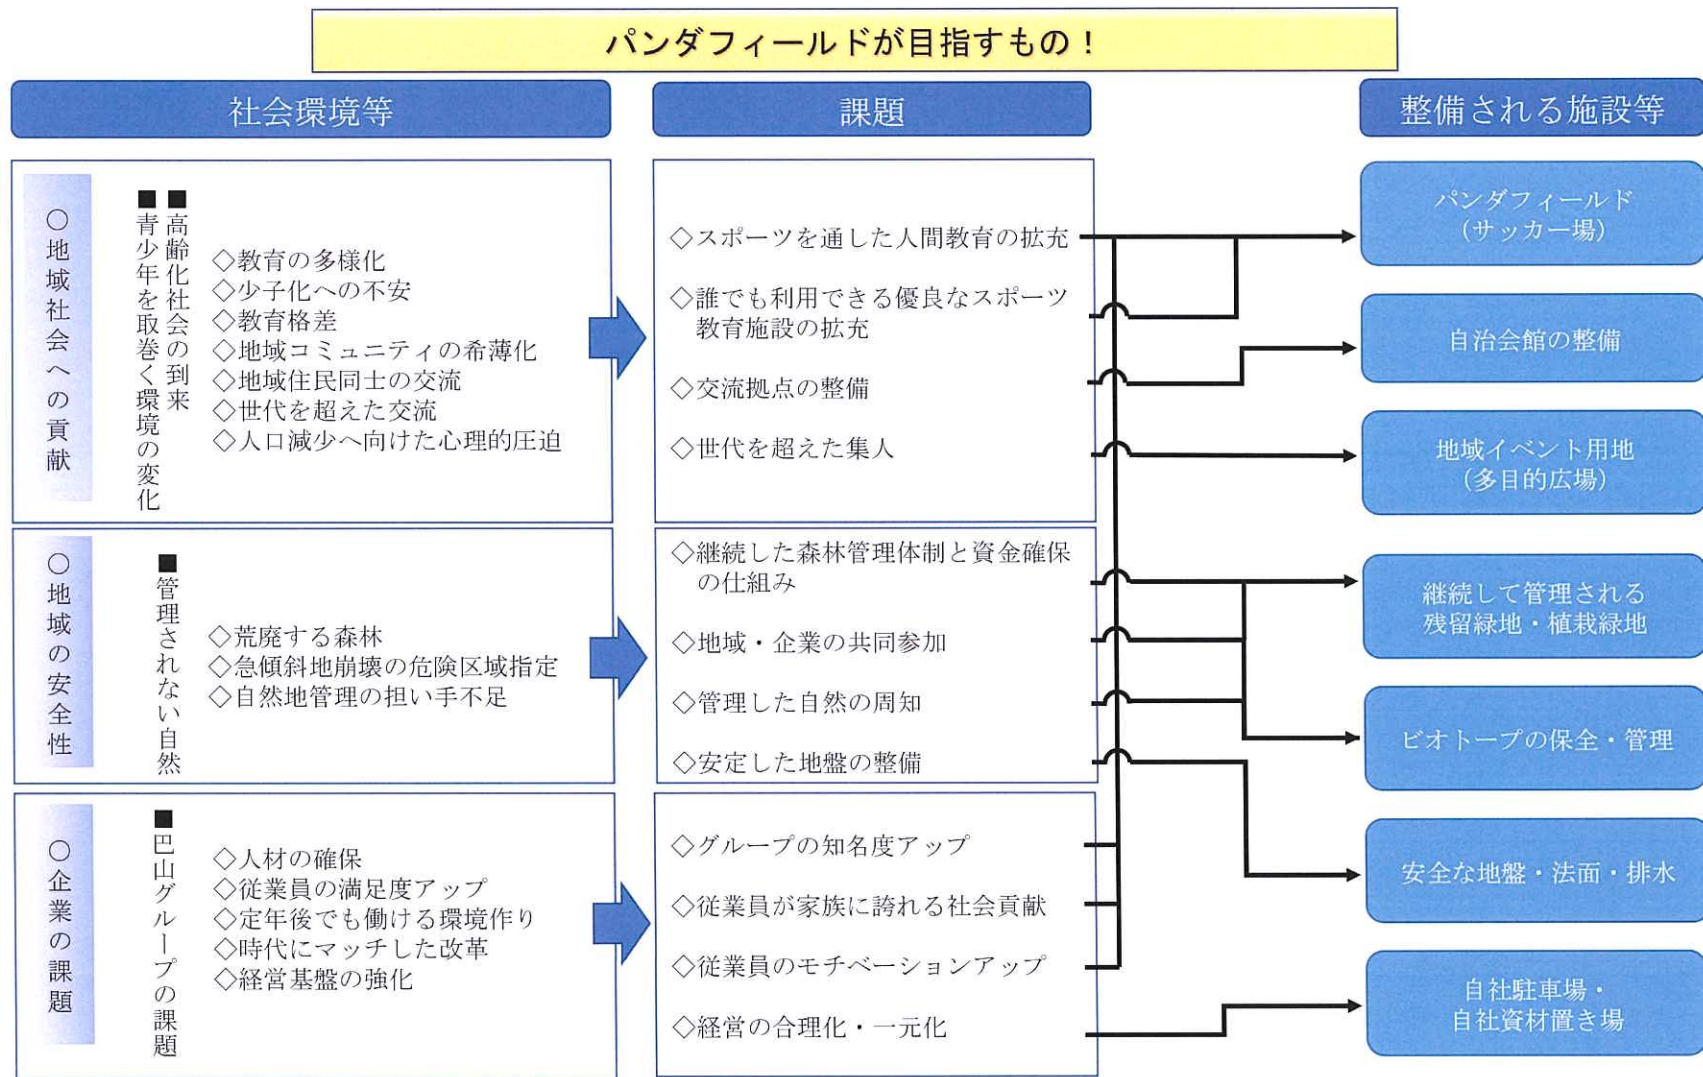 パンダフィールドが目指すもの！
社会環境等
課題
整備される施設等
○地域社会への貢献
■高齢化社会の到来
■青少年を取巻く環境の変化
◇教育の多様化
◇少子化への不安
◇教育格差
◇地域コミュニティの希薄化
◇地域住民同士の交流
◇世代を超えた交流
◇人口減少へ向けた心理的圧迫
◇スポーツを通した人間教育の拡充
◇誰でも利用できる優良なスポーツ
教育施設の拡充
◇交流拠点の整備
◇世代を超えた集人
パンダフィールド
（サッカー場）
自治会館の整備
地域イベント用地
（多目的広場）
○地域の安全性
■管理されない自然
◇荒廃する森林
◇急傾斜地崩壊の危険区域指定
◇自然地管理の担い手不足
◇継続した森林管理体制と資金確保
の仕組み
◇地域・企業の共同参加
◇管理した自然の周知
◇安定した地盤の整備
継続して管理される
残留緑地・植栽緑地
ビオトープの保全・管理
安全な地盤・法面・排水
○企業の課題
■巴山グループの課題
◇人材の確保
◇従業員の満足度アップ
◇定年後でも働ける環境作り
◇時代にマッチした改革
◇経営基盤の強化
◇グループの知名度アップ
◇従業員が家族に誇れる社会貢献
◇従業員のモチベーションアップ
◇経営の合理化・一元化
自社駐車場・
自社資材置き場